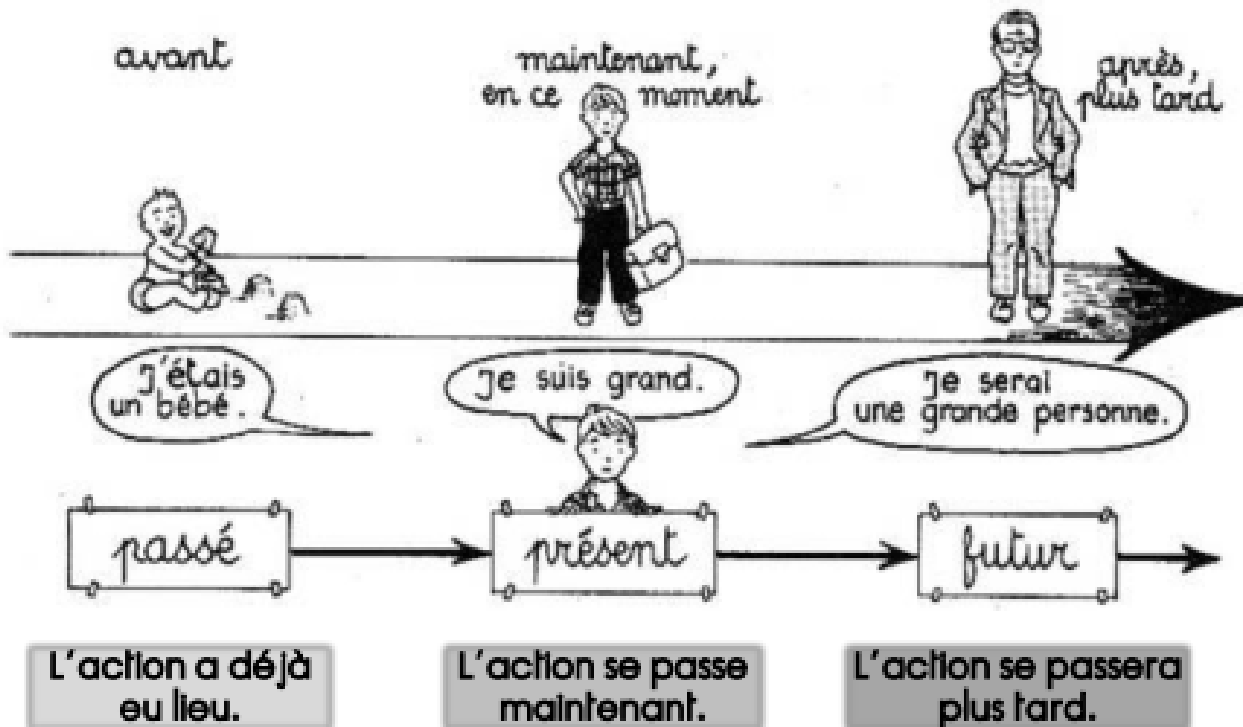 avant
maintenant,
en ce moment
après,
plus tard
J'étais
un bébé.
Je suis grand.
Je serai
une grande personne.
passé
présent
futur
L'action a déjà
eu lieu.
L'action se passe
maintenant.
L'action se passera
plus tard.